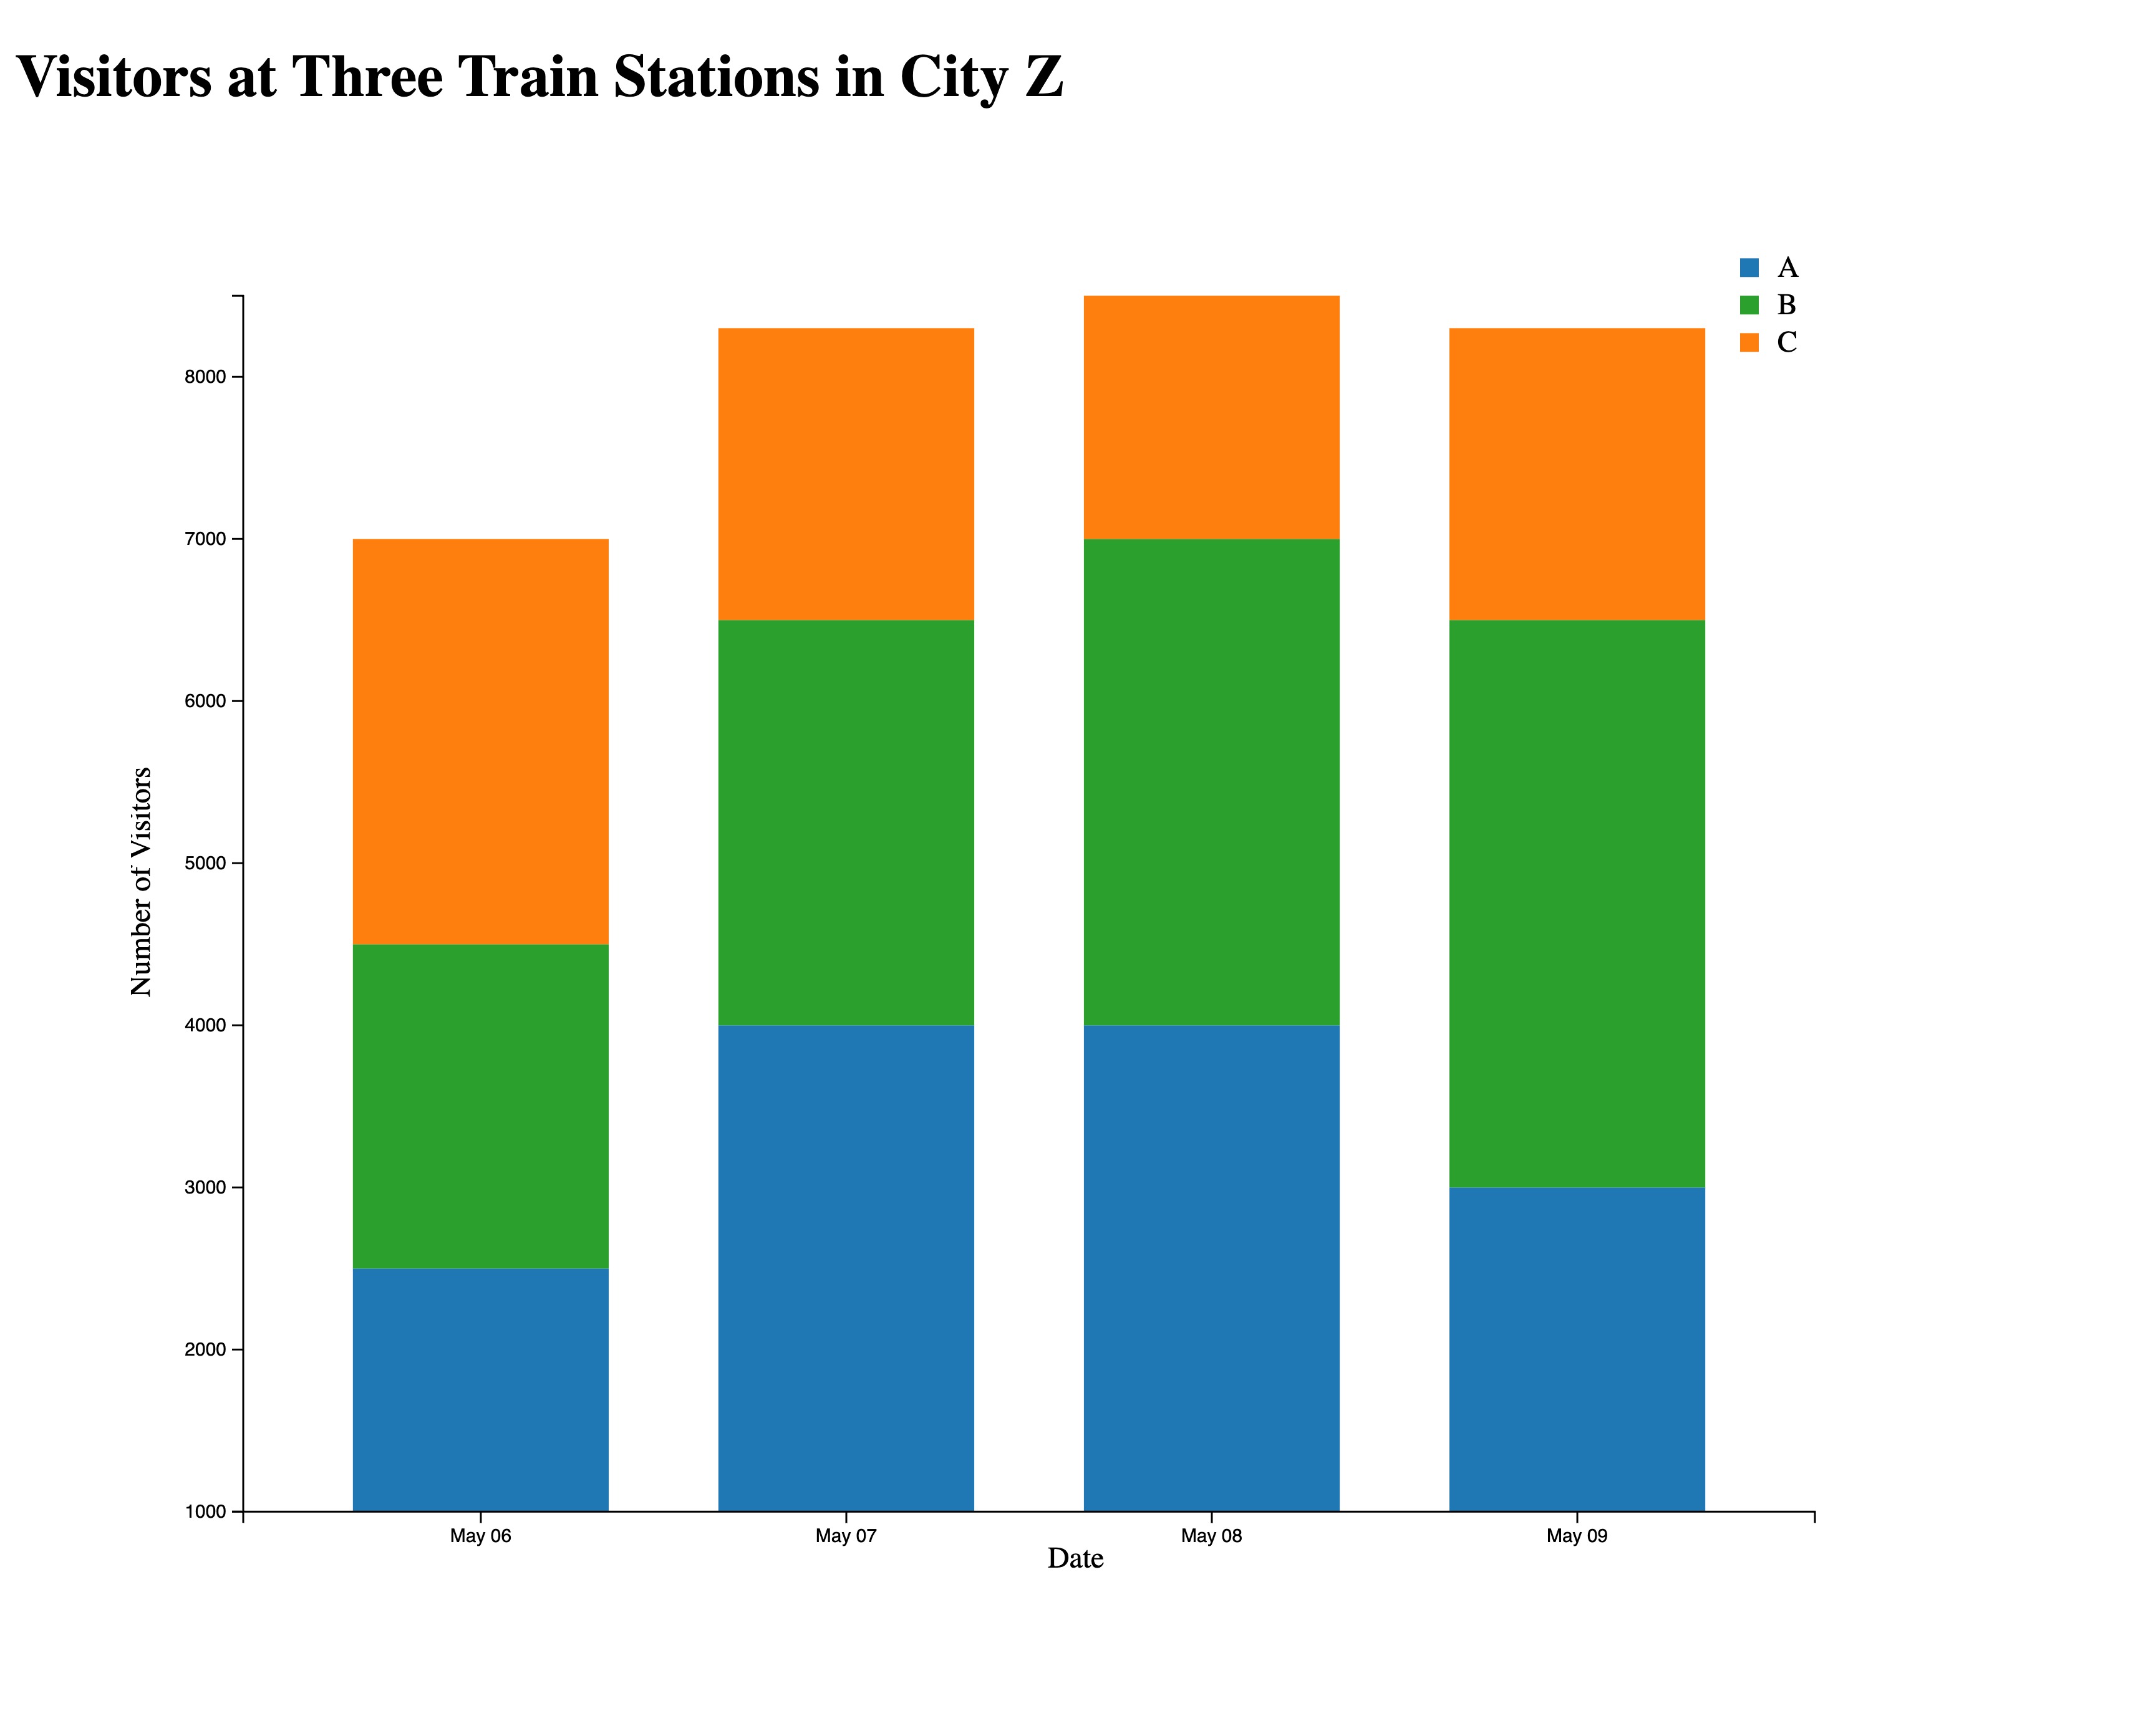 Visitors at Three Train Stations in City Z
A
B
C
8000
7000
6000
5000
4000
3000
2000
1000
Number of Visitors
May 06
May 07
May 08
May 09
Date